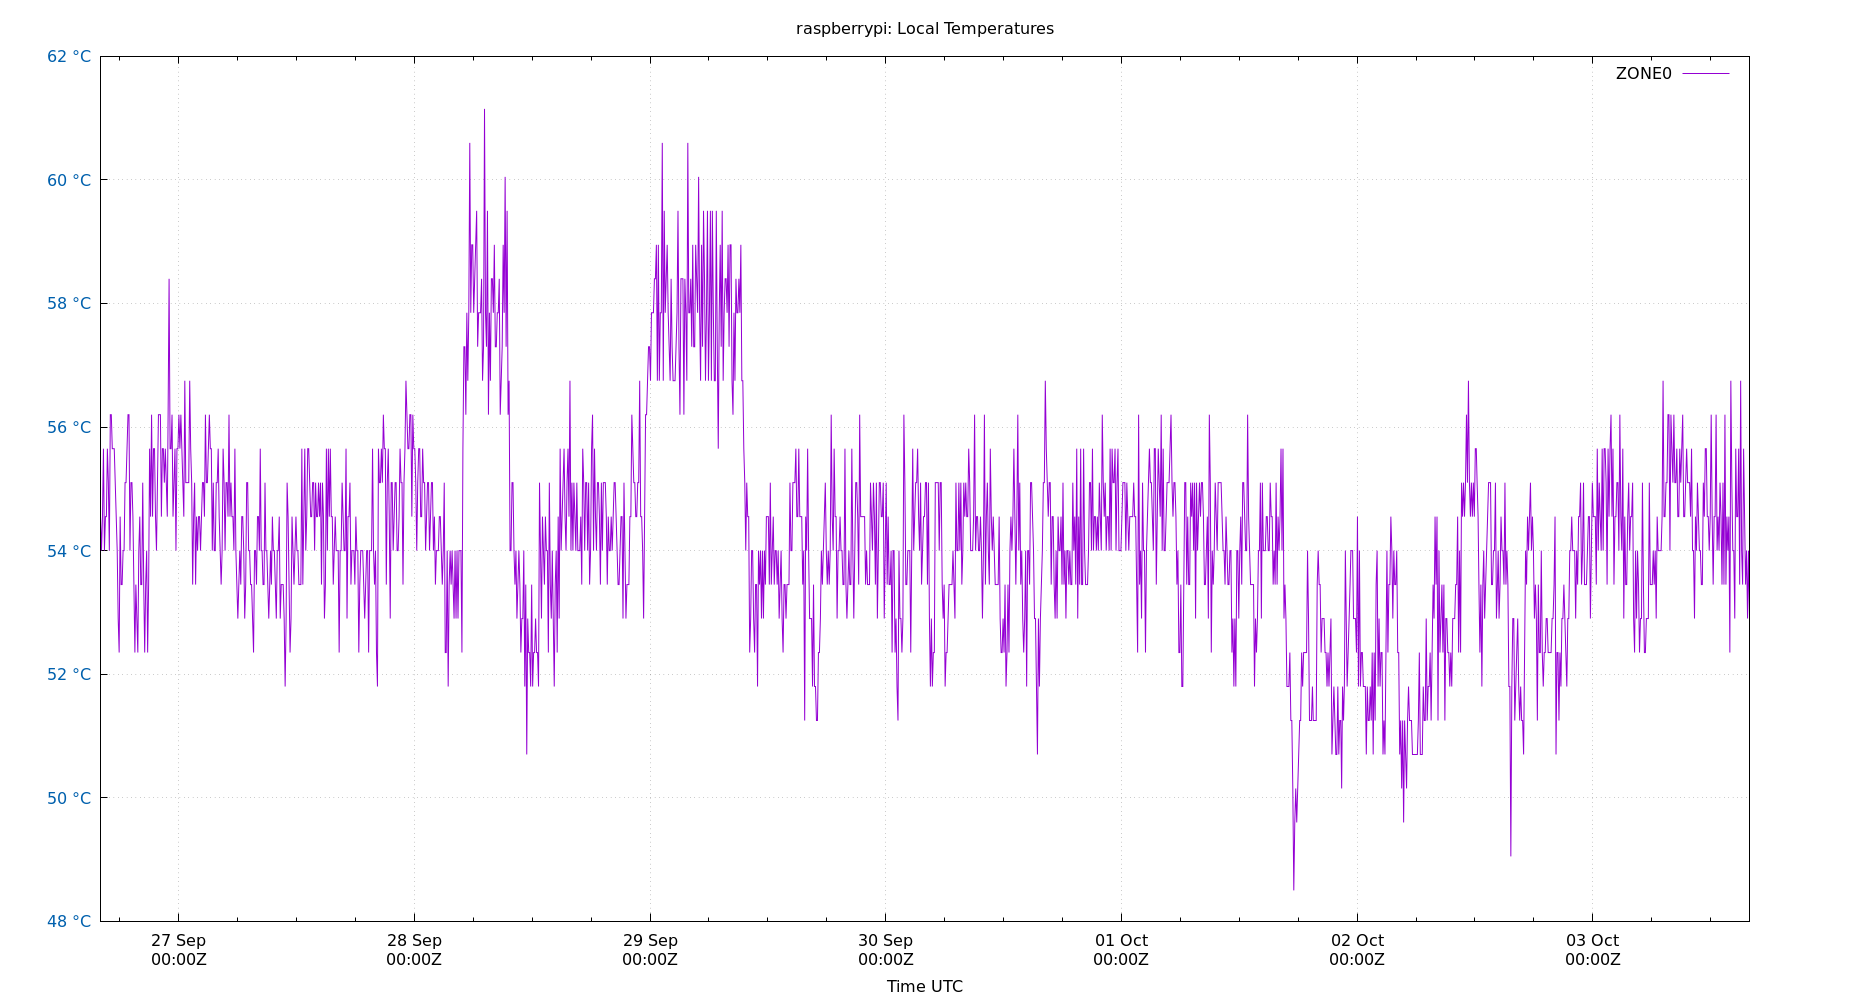 raspberrypi: Local Temperatures
62 °C
ZONE0
60 °C
58 °C
56 °C
54 °C
52 °C
50 °C
48 °C
27 Sep 28 Sep 29 Sep 30 Sep 01 Oct 02 Oct 03 Oct
00:00Z 00:00Z 00:00Z 00:00Z 00:00Z 00:00Z 00:00Z
Time UTC